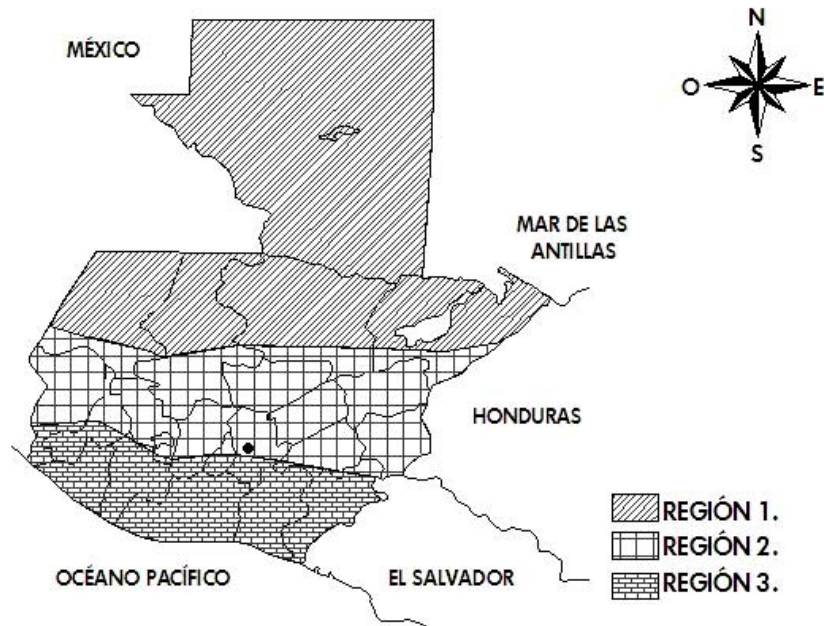 MÉXICO
N
O
E
S
MAR DE LAS
ANTILLAS
HONDURAS
REGIÓN 1.
REGIÓN 2.
REGIÓN 3.
OCÉANO PACÍFICO
EL SALVADOR